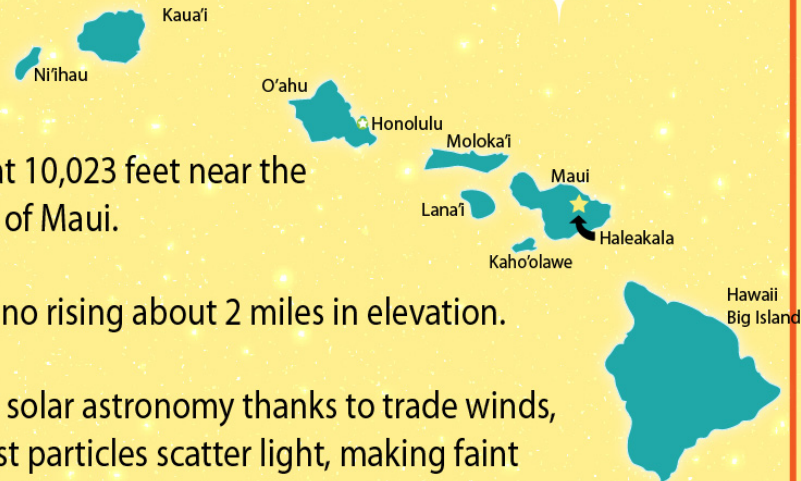 Kaua'i
Ni'ihau
O'ahu
Honolulu
Moloka'i
at 10,023 feet near the
Maui
of Maui.
Lana'i
Haleakala
Kaho'olawe
Hawaii
Big Island
no rising about 2 miles in elevation.
solar astronomy thanks to trade winds,
st particles scatter light, making faint